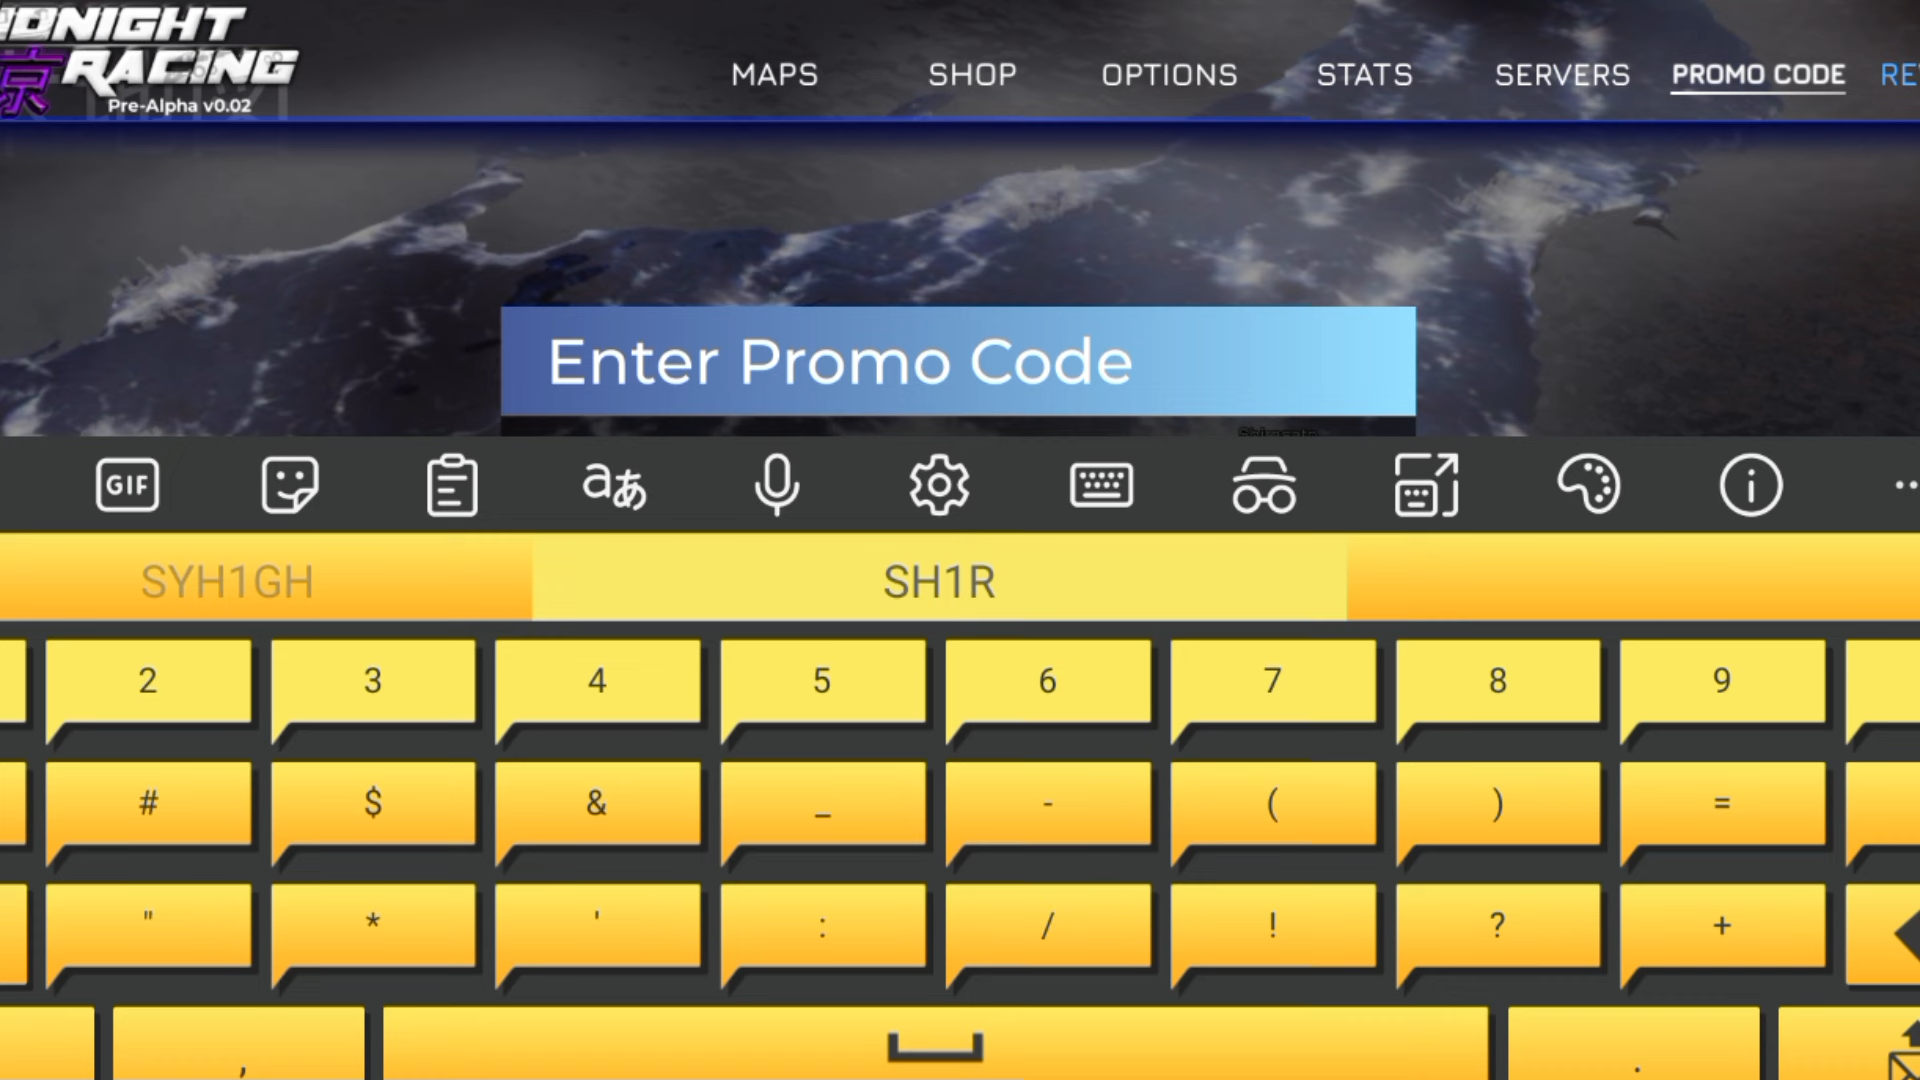 IDNIGHT
京 RACING
Pre-Alpha v0.02
MAPS SHOP OPTIONS STATS SERVERS PROMO CODE RE
Enter Promo Code
GIF aあ
SYH1GH SH1R
2 3 4 5 6 7 8 9
# $ & _ - ( ) =
" * ' : / ! ? +
, .